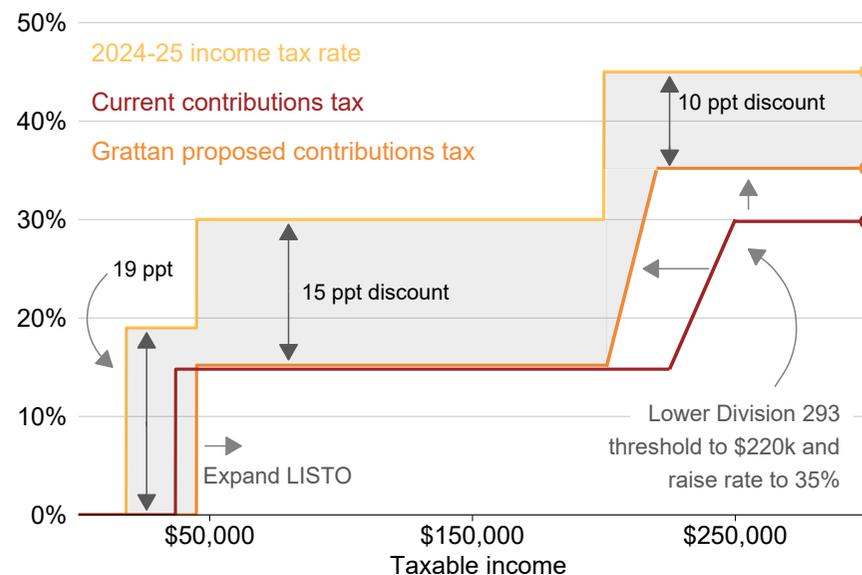 50%
2024-25 income tax rate
10 ppt discount
Current contributions tax
40%
Grattan proposed contributions tax
30%
19 ppt
15 ppt discount
20%
10%
Lower Division 293
threshold to $220k and
raise rate to 35%
Expand LISTO
0%
$50,000
$150,000
$250,000
Taxable income